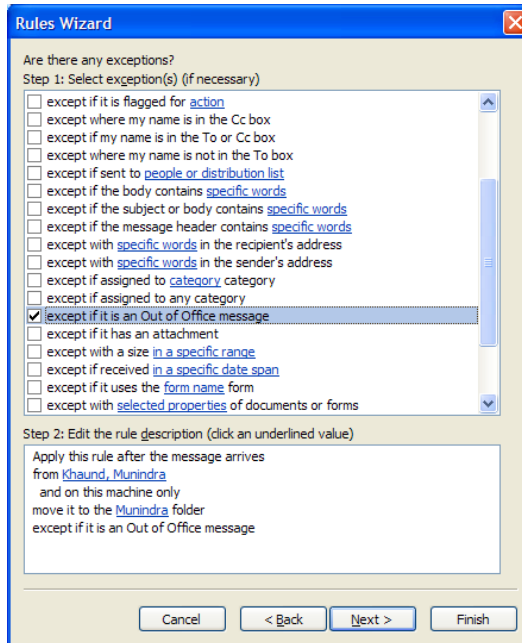 Rules Wizard
Are there any exceptions?
Step 1: Select exception(s) (if necessary)
except if it is flagged for action
except where my name is in the Cc box
except if my name is in the To or Cc box
except where my name is not in the To box
except if sent to people or distribution list
except if the body contains specific words
except if the subject or body contains specific words
except if the message header contains specific words
except with specific words in the recipient's address
except with specific words in the sender's address
except if assigned to category category
except if assigned to any category
except if it is an Out of Office message
except if it has an attachment
except with a size in a specific range
except if received in a specific date span
except if it uses the form name form
except with selected properties of documents or forms
Step 2: Edit the rule description (click an underlined value)
Apply this rule after the message arrives
from Khaund, Munindra
and on this machine only
move it to the Munindra folder
except if it is an Out of Office message
Cancel < Back Next > Finish